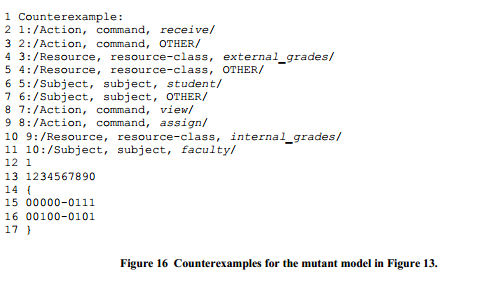 1 Counterexample:
2 1:/Action, command, receive/
3 2:/Action, command, OTHER/
4 3:/Resource, resource-class, external_grades/
5 4:/Resource, resource-class, OTHER/
6 5:/Subject, subject, student/
7 6:/Subject, subject, OTHER/
8 7:/Action, command, view/
9 8:/Action, command, assign/
10 9:/Resource, resource-class, internal_grades/
11 10:/Subject, subject, faculty/
12 1
13 1234567890
14 {
15 00000-0111
16 00100-0101
17 }
Figure 16 Counterexamples for the mutant model in Figure 13.